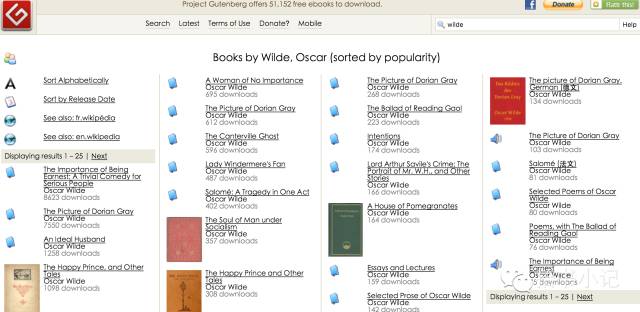 Project Gutenberg offers 51,152 free ebooks to download.
Donate
Rate this!
Search Latest Terms of Use Donate? Mobile
wilde
Help
Books by Wilde, Oscar (sorted by popularity)
Sort Alphabetically
Sort by Release Date
See also: fr.wikipédia
See also: en.wikipedia
Displaying results 1 – 25 | Next
The Importance of Being
Earnest: A Trivial Comedy for
Serious People
Oscar Wilde
8623 downloads
The Picture of Dorian Gray
Oscar Wilde
7550 downloads
An Ideal Husband
Oscar Wilde
1258 downloads
The Happy Prince, and Other
Tales
Oscar Wilde
1098 downloads
A Woman of No Importance
Oscar Wilde
695 downloads
The Picture of Dorian Gray
Oscar Wilde
612 downloads
The Canterville Ghost
Oscar Wilde
596 downloads
Lady Windermere's Fan
Oscar Wilde
487 downloads
Salomé: A Tragedy in One Act
Oscar Wilde
402 downloads
The Soul of Man under
Socialism
Oscar Wilde
357 downloads
The Happy Prince and Other
Tales
Oscar Wilde
308 downloads
The Picture of Dorian Gray
Oscar Wilde
268 downloads
The Ballad of Reading Gaol
Oscar Wilde
223 downloads
Intentions
Oscar Wilde
174 downloads
Lord Arthur Savile's Crime; The
Portrait of Mr. W.H., and Other
Stories
Oscar Wilde
166 downloads
A House of Pomegranates
Oscar Wilde
164 downloads
Essays and Lectures
Oscar Wilde
159 downloads
Selected Prose of Oscar Wilde
Oscar Wilde
142 downloads
Das Bildnis
des
Dorian Gray
Oscar Wilde
The picture of Dorian Gray.
German (德文)
Oscar Wilde
134 downloads
The Picture of Dorian Gray
Oscar Wilde
103 downloads
Salomé (法文)
Oscar Wilde
81 downloads
Selected Poems of Oscar
Wilde
Oscar Wilde
80 downloads
Poems, with The Ballad of
Reading Gaol
Oscar Wilde
76 downloads
The Importance of Being
Earnest
Oscar Wilde
downloads
Displaying results 1 – 25 | Next
小记